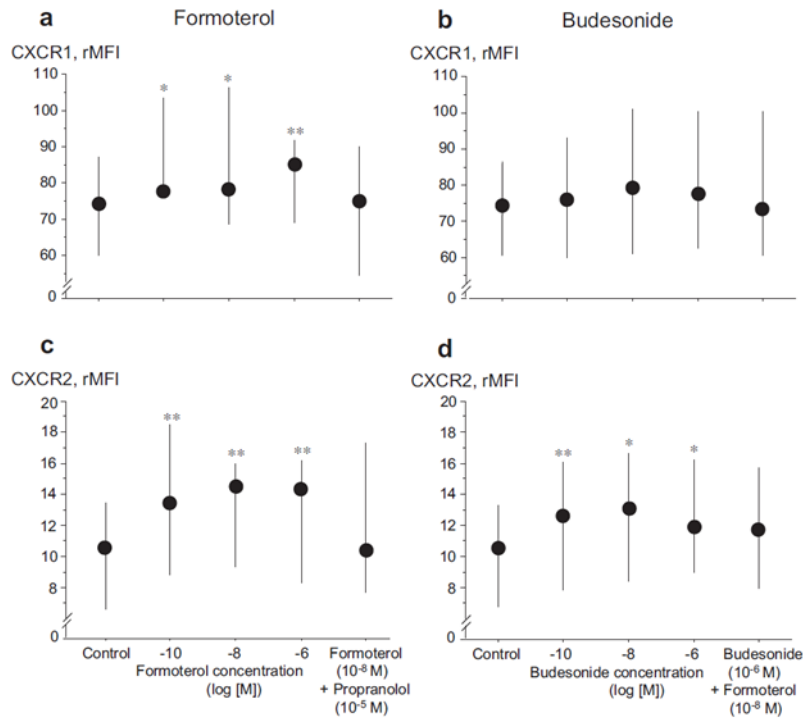 a Formoterol
CXCR1, rMFI
110
100
90
80
70
60
0
* * **
b Budesonide
CXCR1, rMFI
110
100
90
80
70
60
0
c
CXCR2, rMFI
20
18
16
14
12
10
8
0
** ** **
Control -10 -8 -6 Formoterol
Formoterol concentration (10-8 M)
(log [M]) + Propranolol
(10-5 M)
d
CXCR2, rMFI
20
18
16
14
12
10
8
0
** * *
Control -10 -8 -6 Budesonide
Budesonide concentration (10-6 M)
(log [M]) + Formoterol
(10-8 M)